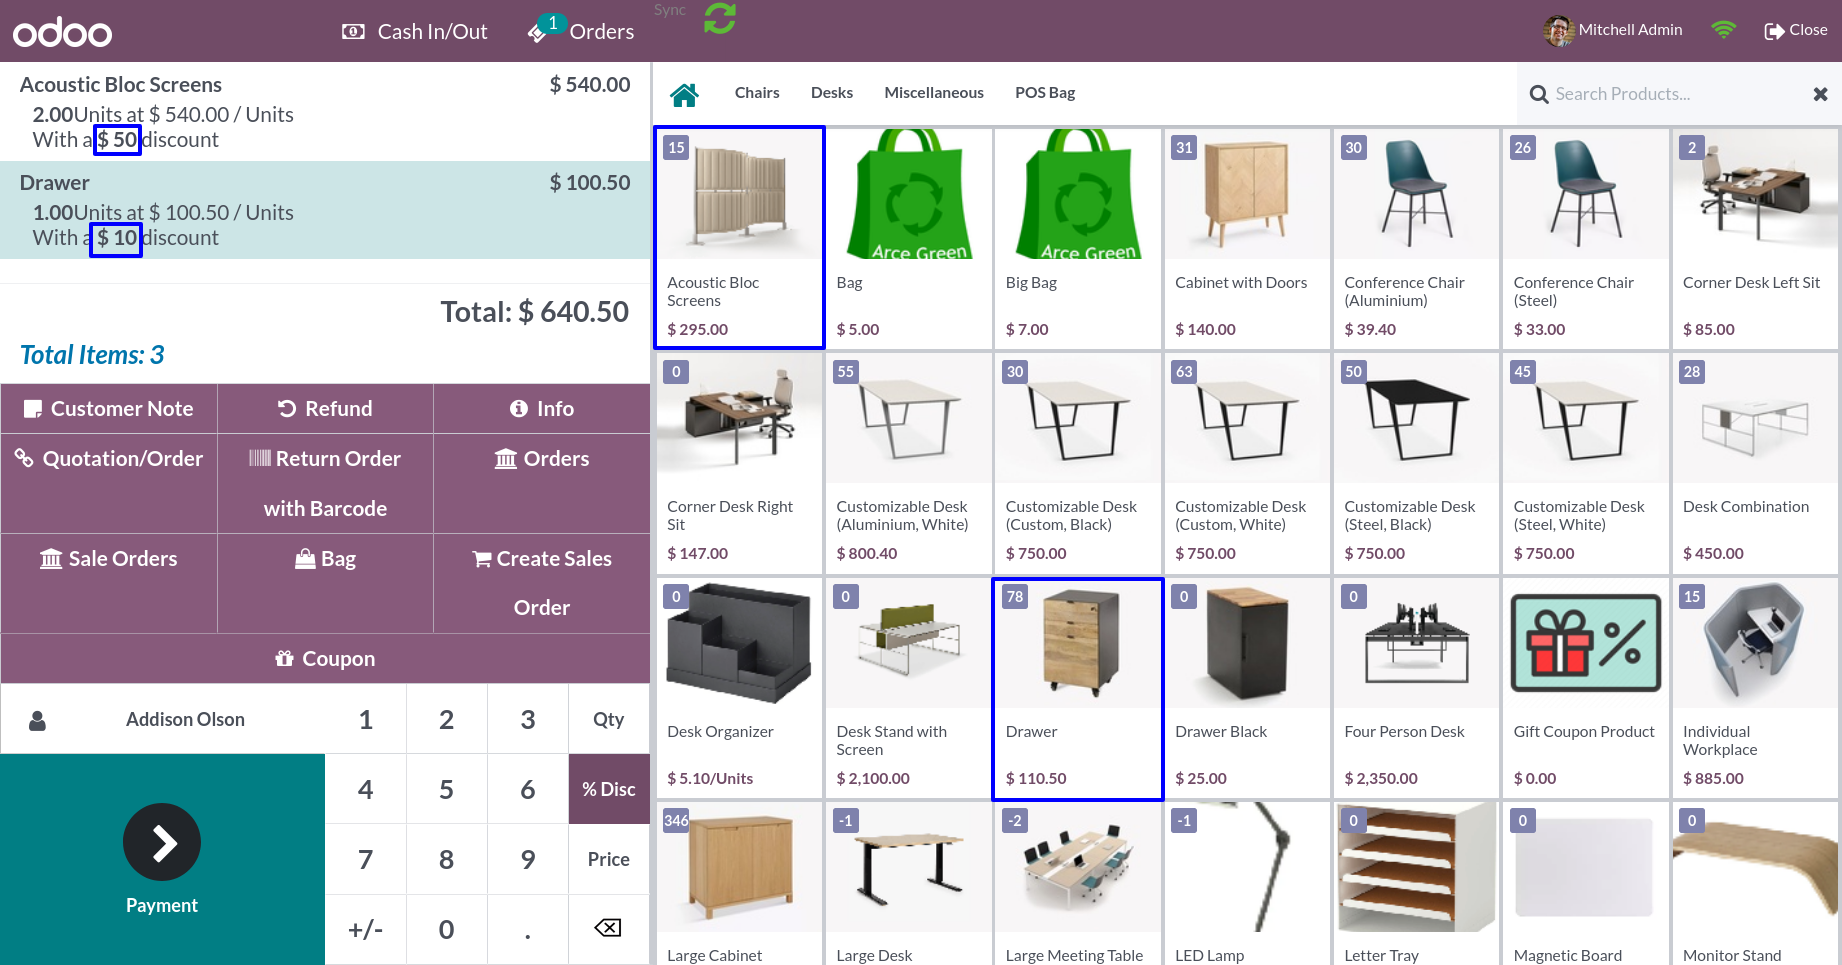 odoo
Cash In/Out
1
Orders
Sync
Mitchell Admin
Close
Acoustic Bloc Screens
$ 540.00
2.00Units at $ 540.00 / Units
With a $ 50 discount
Drawer
$ 100.50
1.00Units at $ 100.50 / Units
With a $ 10 discount
Total: $ 640.50
Total Items: 3
Customer Note
Refund
Info
Quotation/Order
Return Order
with Barcode
Orders
Sale Orders
Bag
Create Sales
Order
Coupon
Addison Olson
1
2
3
Qty
4
5
6
% Disc
7
8
9
Price
+/-
0
.
Payment
Chairs
Desks
Miscellaneous
POS Bag
Search Products...
15
Acoustic Bloc
Screens
$ 295.00
Arce Green
Bag
$ 5.00
Arce Green
Big Bag
$ 7.00
31
Cabinet with Doors
$ 140.00
30
Conference Chair
(Aluminium)
$ 39.40
26
Conference Chair
(Steel)
$ 33.00
2
Corner Desk Left Sit
$ 85.00
0
Corner Desk Right
Sit
$ 147.00
55
Customizable Desk
(Aluminium, White)
$ 800.40
30
Customizable Desk
(Custom, Black)
$ 750.00
63
Customizable Desk
(Custom, White)
$ 750.00
50
Customizable Desk
(Steel, Black)
$ 750.00
45
Customizable Desk
(Steel, White)
$ 750.00
28
Desk Combination
$ 450.00
0
Desk Organizer
$ 5.10/Units
0
Desk Stand with
Screen
$ 2,100.00
78
Drawer
$ 110.50
0
Drawer Black
$ 25.00
0
Four Person Desk
$ 2,350.00
%
Gift Coupon Product
$ 0.00
15
Individual
Workplace
$ 885.00
346
Large Cabinet
-1
Large Desk
-2
Large Meeting Table
-1
LED Lamp
0
Letter Tray
0
Magnetic Board
0
Monitor Stand